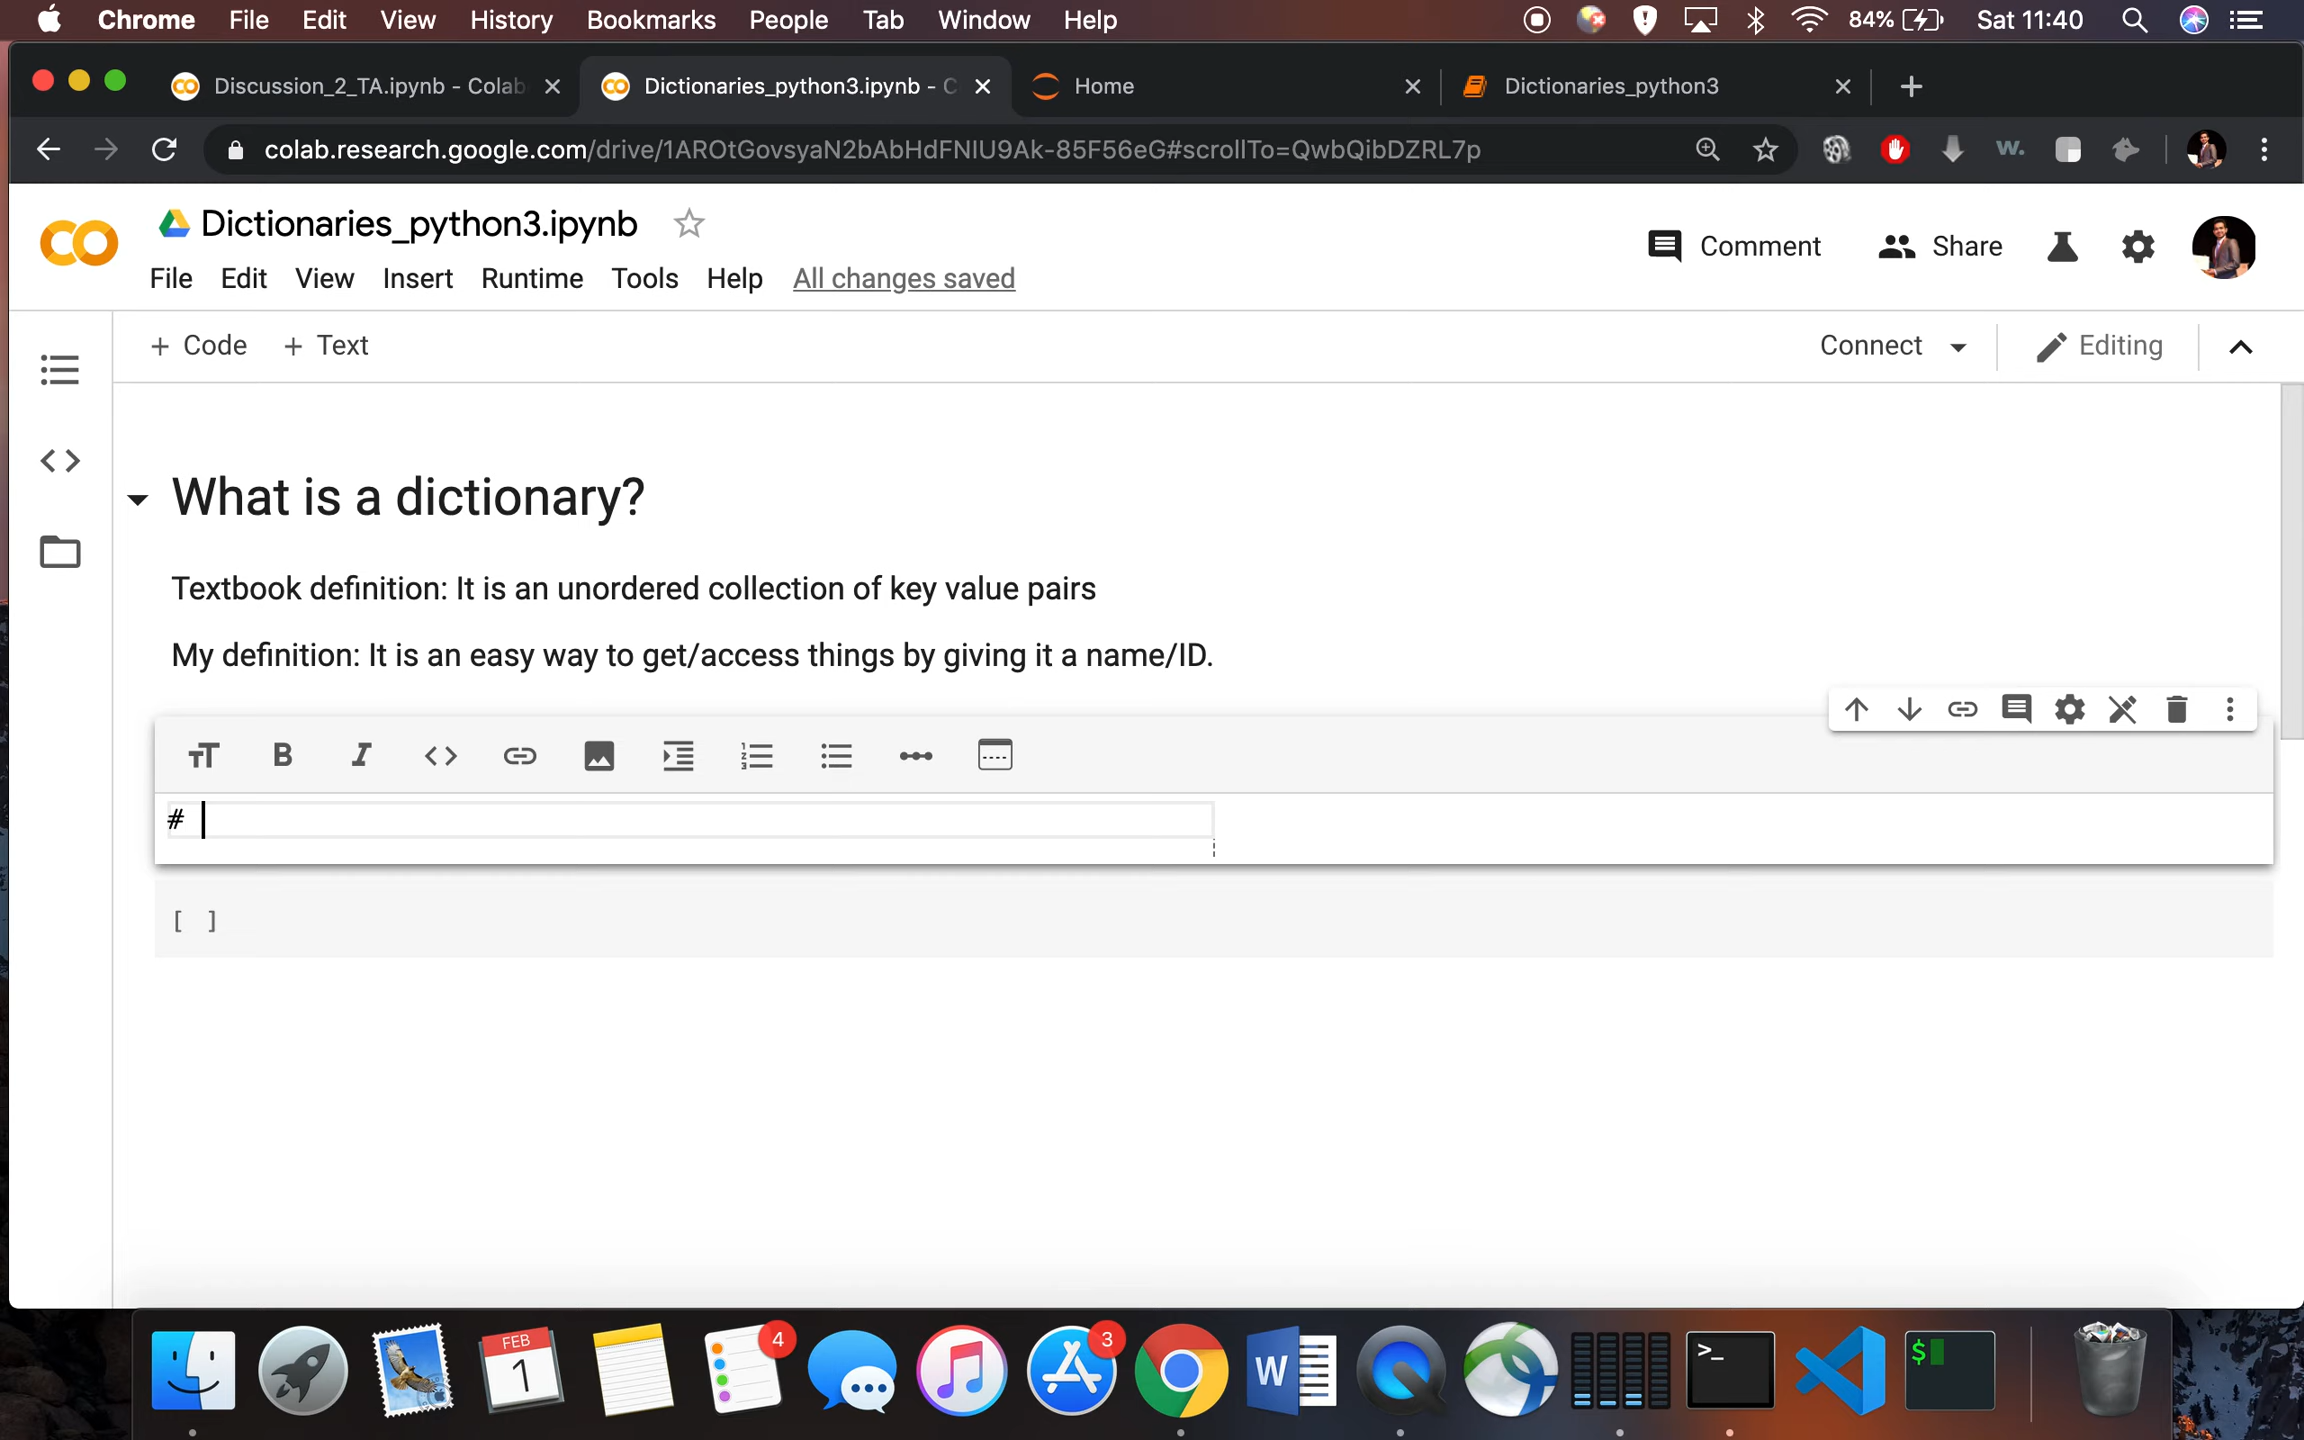 Chrome File Edit View History Bookmarks People Tab Window Help 84% Sat 11:40
Discussion_2_TA.ipynb - Colab Dictionaries_python3.ipynb - C Home Dictionaries_python3
colab.research.google.com/drive/1AROtGovsyaN2bAbHdFNIU9Ak-85F56eG#scrollTo=QwbQibDZRL7p w.
Dictionaries_python3.ipynb
Comment Share
File Edit View Insert Runtime Tools Help All changes saved
+ Code + Text Connect Editing
What is a dictionary?
Textbook definition: It is an unordered collection of key value pairs
My definition: It is an easy way to get/access things by giving it a name/ID.
#
[ ]
FEB
1
4
3
W
>_
$